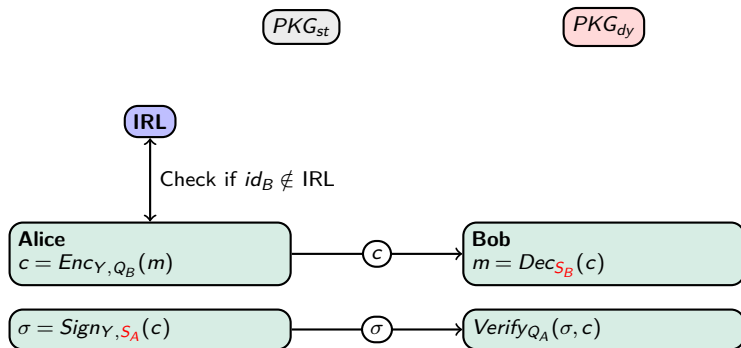 PKG_st
PKG_dy
IRL
Check if id_B ∉ IRL
Alice
c = Enc_{Y,Q_B}(m)
c
Bob
m = Dec_{S_B}(c)
σ = Sign_{Y,S_A}(c)
σ
Verify_{Q_A}(σ, c)